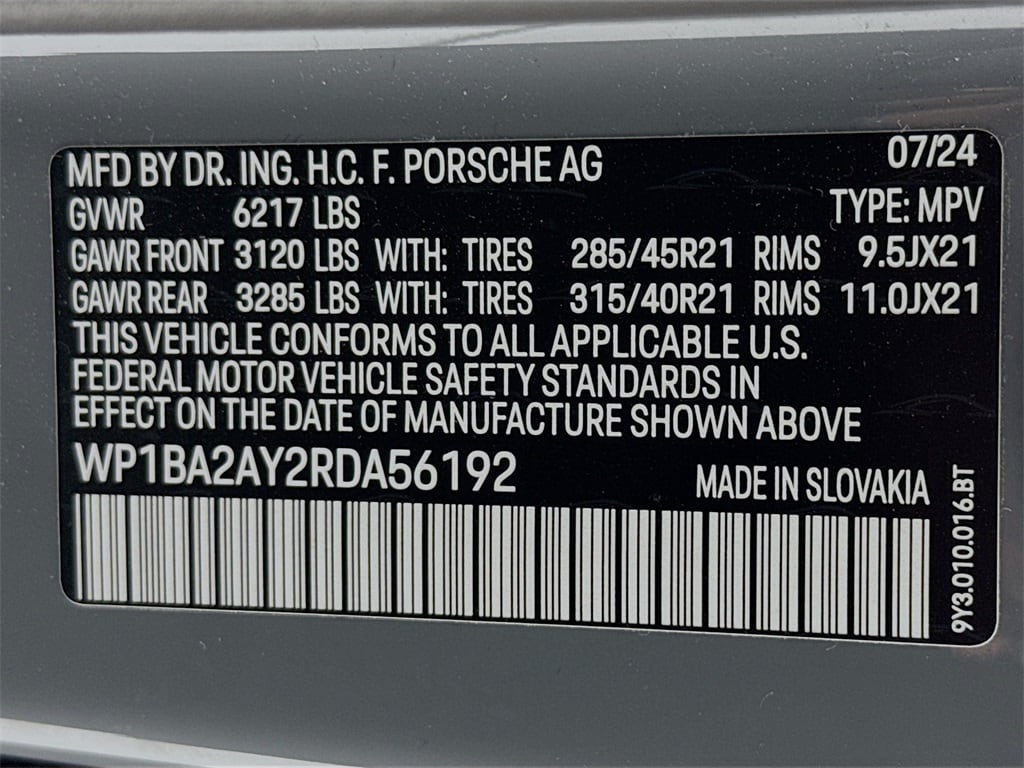 MFD BY DR. ING. H.C. F. PORSCHE AG 07/24
GVWR 6217 LBS TYPE: MPV
GAWR FRONT 3120 LBS WITH: TIRES 285/45R21 RIMS 9.5JX21
GAWR REAR 3285 LBS WITH: TIRES 315/40R21 RIMS 11.0JX21
THIS VEHICLE CONFORMS TO ALL APPLICABLE U.S.
FEDERAL MOTOR VEHICLE SAFETY STANDARDS IN
EFFECT ON THE DATE OF MANUFACTURE SHOWN ABOVE
WP1BA2AY2RDA56192 MADE IN SLOVAKIA
9Y3.010.016.BT